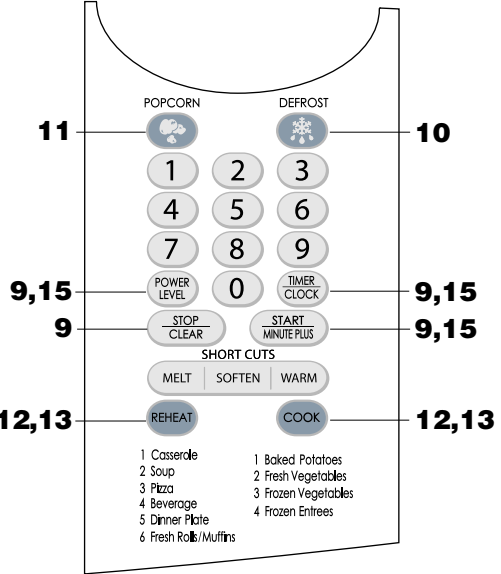 POPCORN DEFROST
11 10
1 2 3
4 5 6
7 8 9
9,15 POWER LEVEL 0 TIMER CLOCK 9,15
9 STOP CLEAR START MINUTE PLUS 9,15
SHORT CUTS
MELT SOFTEN WARM
12,13 REHEAT COOK 12,13
1 Casserole
2 Soup
3 Pizza
4 Beverage
5 Dinner Plate
6 Fresh Rolls/Muffins
1 Baked Potatoes
2 Fresh Vegetables
3 Frozen Vegetables
4 Frozen Entrees